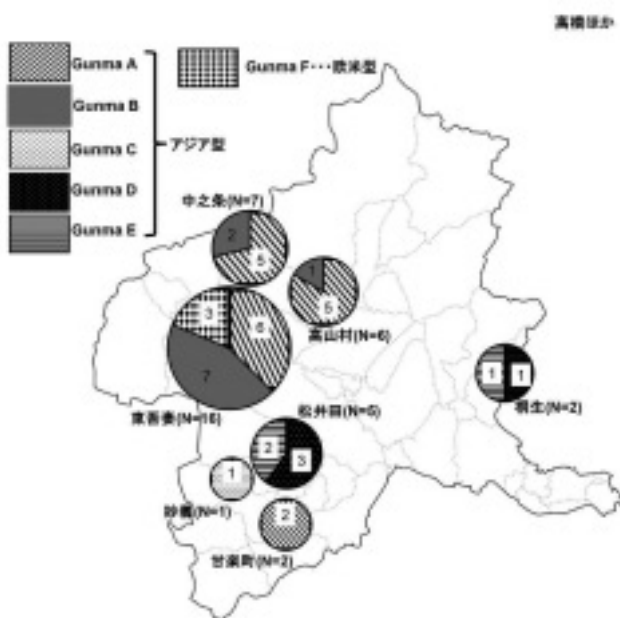 高橋ほか
Gunma A
Gunma B
Gunma C
Gunma D
Gunma E
アジア型
Gunma F･･･欧米型
中之条(N=7)
2
5
1
5
高山村(N=6)
3
6
7
東吾妻(N=16)
1
1
桐生(N=2)
松井田(N=5)
2
3
1
妙義(N=1)
2
甘楽町(N=2)